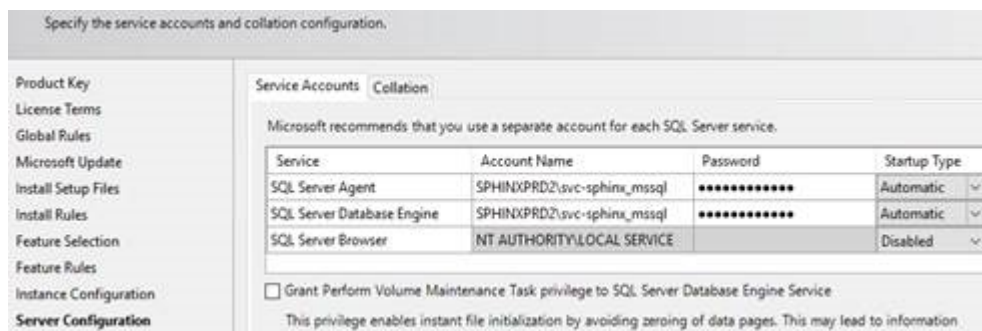 Specify the service accounts and collation configuration.
Product Key
License Terms
Global Rules
Microsoft Update
Install Setup Files
Install Rules
Feature Selection
Feature Rules
Instance Configuration
Server Configuration
Service Accounts Collation
Microsoft recommends that you use a separate account for each SQL Server service.
Service Account Name Password Startup Type
SQL Server Agent SPHINXPRD2\svc-sphinx_mssql ●●●●●●●●●●●● Automatic
SQL Server Database Engine SPHINXPRD2\svc-sphinx_mssql ●●●●●●●●●●●● Automatic
SQL Server Browser NT AUTHORITY\LOCAL SERVICE Disabled
Grant Perform Volume Maintenance Task privilege to SQL Server Database Engine Service
This privilege enables instant file initialization by avoiding zeroing of data pages. This may lead to information